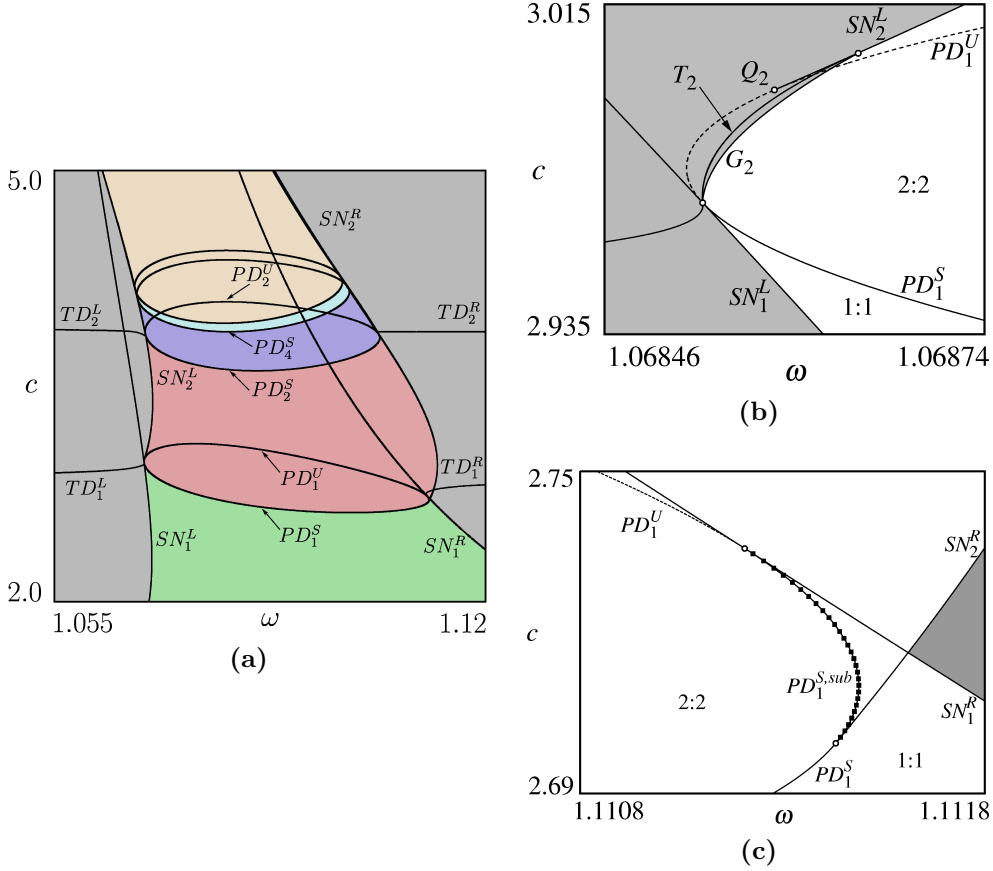 5.0
SN_2^R
PD_2^U
TD_2^L
TD_2^R
PD_4^S
c
SN_2^L
PD_2^S
TD_1^R
PD_1^U
TD_1^L
PD_1^S
SN_1^L
SN_1^R
2.0
1.055
ω
1.12
(a)
3.015
SN_2^L
PD_1^U
Q_2
T_2
G_2
c
2:2
PD_1^S
SN_1^L
1:1
2.935
1.06846
ω
1.06874
(b)
2.75
PD_1^U
SN_2^R
c
PD_1^{S,sub}
2:2
SN_1^R
1:1
PD_1^S
2.69
1.1108
ω
1.1118
(c)